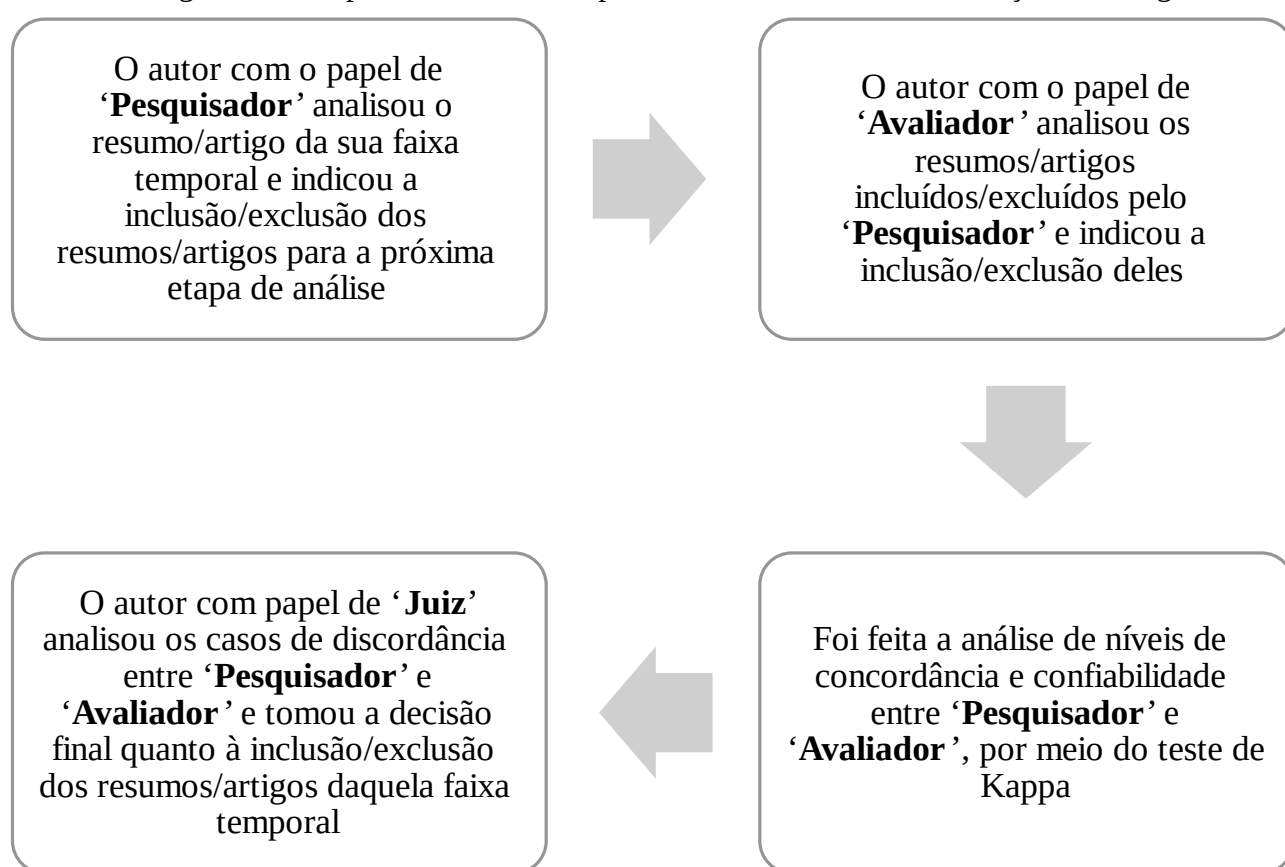 O autor com o papel de
‘Pesquisador’ analisou o
resumo/artigo da sua faixa
temporal e indicou a
inclusão/exclusão dos
resumos/artigos para a próxima
etapa de análise
O autor com o papel de
‘Avaliador’ analisou os
resumos/artigos
incluídos/excluídos pelo
‘Pesquisador’ e indicou a
inclusão/exclusão deles
Foi feita a análise de níveis de
concordância e confiabilidade
entre ‘Pesquisador’ e
‘Avaliador’, por meio do teste de
Kappa
O autor com papel de ‘Juiz’
analisou os casos de discordância
entre ‘Pesquisador’ e
‘Avaliador’ e tomou a decisão
final quanto à inclusão/exclusão
dos resumos/artigos daquela faixa
temporal